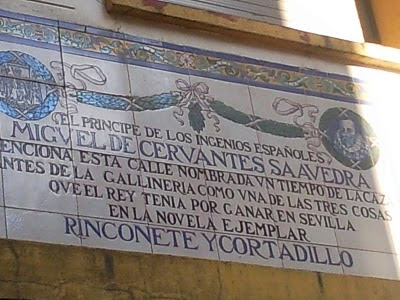 EL PRINCIPE DE LOS INGENIOS ESPAÑOLES
MIGVEL DE CERVANTES SAAVEDRA
ENCIONA ESTA CALLE NOMBRADA VN TIEMPO DE LA CAZA
ANTES DE LA GALLINERIA COMO VNA DE LAS TRES COSAS
QVE EL REY TENIA POR GANAR EN SEVILLA
EN LA NOVELA EJEMPLAR
RINCONETE Y CORTADILLO